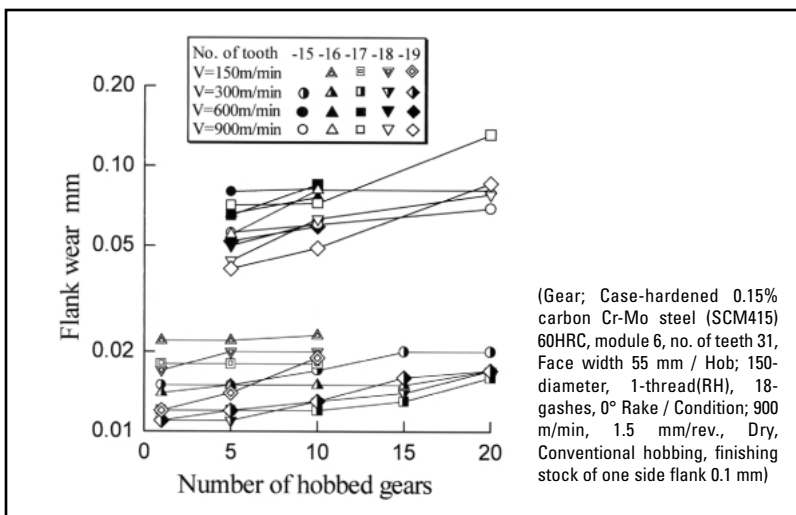 No. of tooth -15 -16 -17 -18 -19
V=150m/min
V=300m/min
V=600m/min
V=900m/min
0.20
0.10
0.05
0.02
0.01
Flank wear mm
0 5 10 15 20
Number of hobbed gears
(Gear; Case-hardened 0.15%
carbon Cr-Mo steel (SCM415)
60HRC, module 6, no. of teeth 31,
Face width 55 mm / Hob; 150-
diameter, 1-thread(RH), 18-
gashes, 0° Rake / Condition; 900
m/min, 1.5 mm/rev., Dry,
Conventional hobbing, finishing
stock of one side flank 0.1 mm)